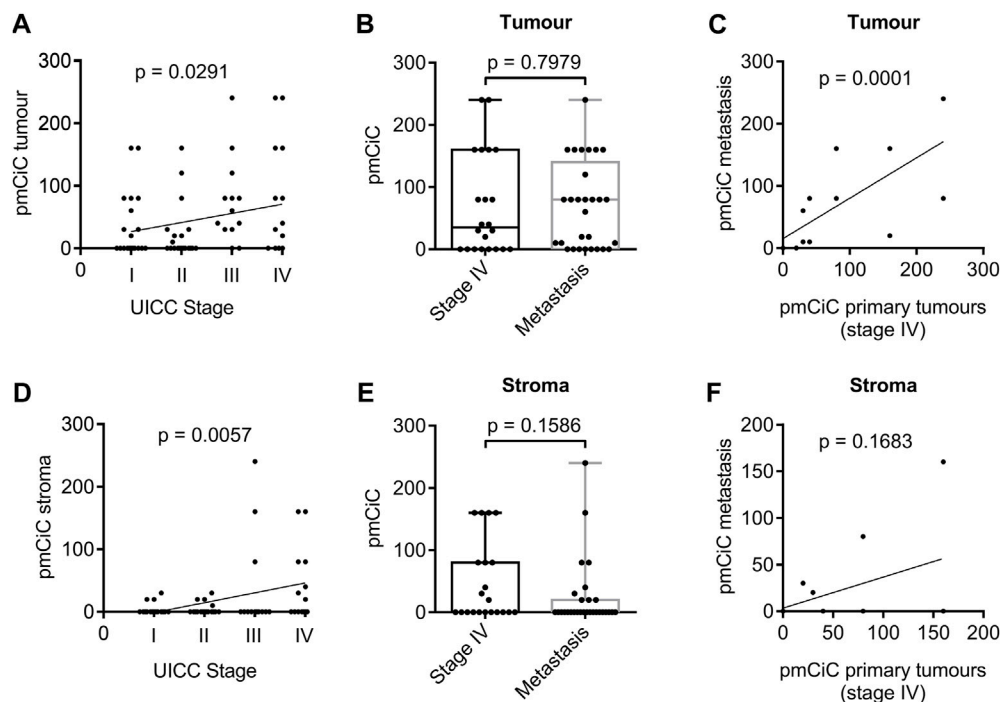 A
pmCiC tumour
300
200
100
0
p = 0.0291
0
I
II
III
IV
UICC Stage
B
Tumour
p = 0.7979
pmCiC
300
200
100
0
Stage IV
Metastasis
C
Tumour
pmCiC metastasis
300
200
100
0
p = 0.0001
0
100
200
300
pmCiC primary tumours
(stage IV)
D
pmCiC stroma
300
200
100
0
p = 0.0057
0
I
II
III
IV
UICC Stage
E
Stroma
p = 0.1586
pmCiC
300
200
100
0
Stage IV
Metastasis
F
Stroma
pmCiC metastasis
200
150
100
50
0
p = 0.1683
0
50
100
150
200
pmCiC primary tumours
(stage IV)